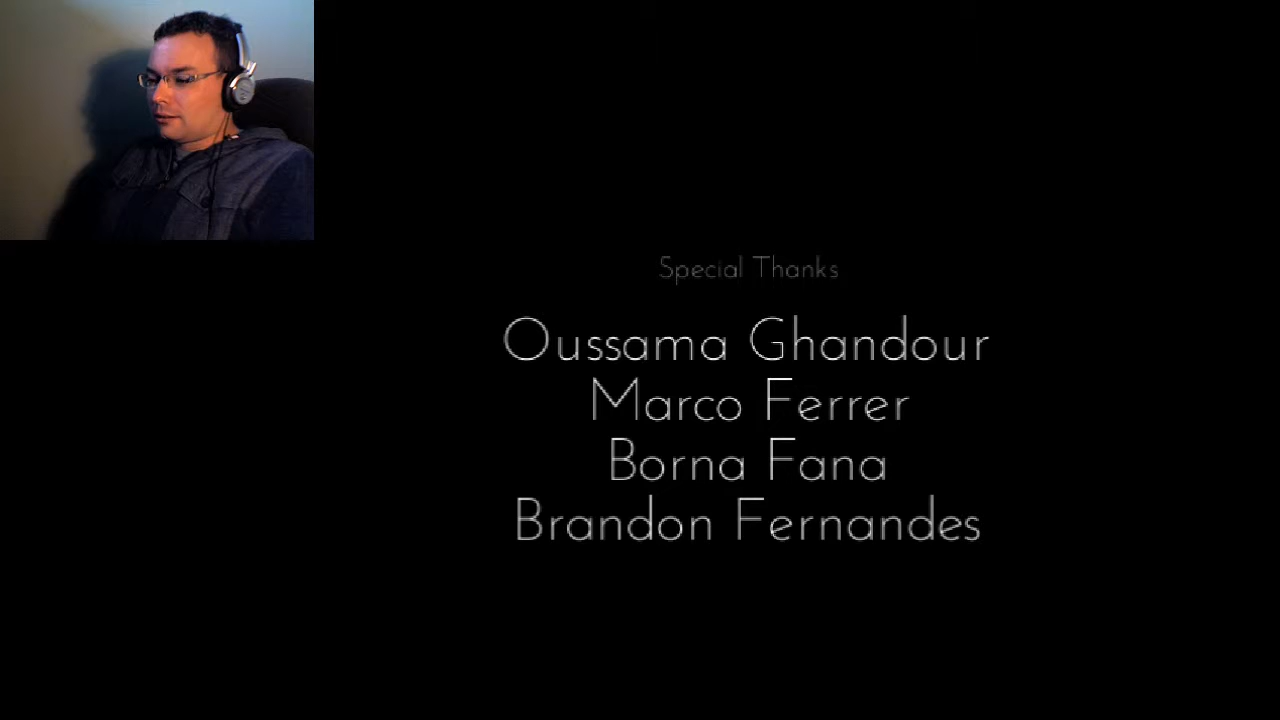 Special Thanks
Oussama Ghandour
Marco Ferrer
Borna Fana
Brandon Fernandes